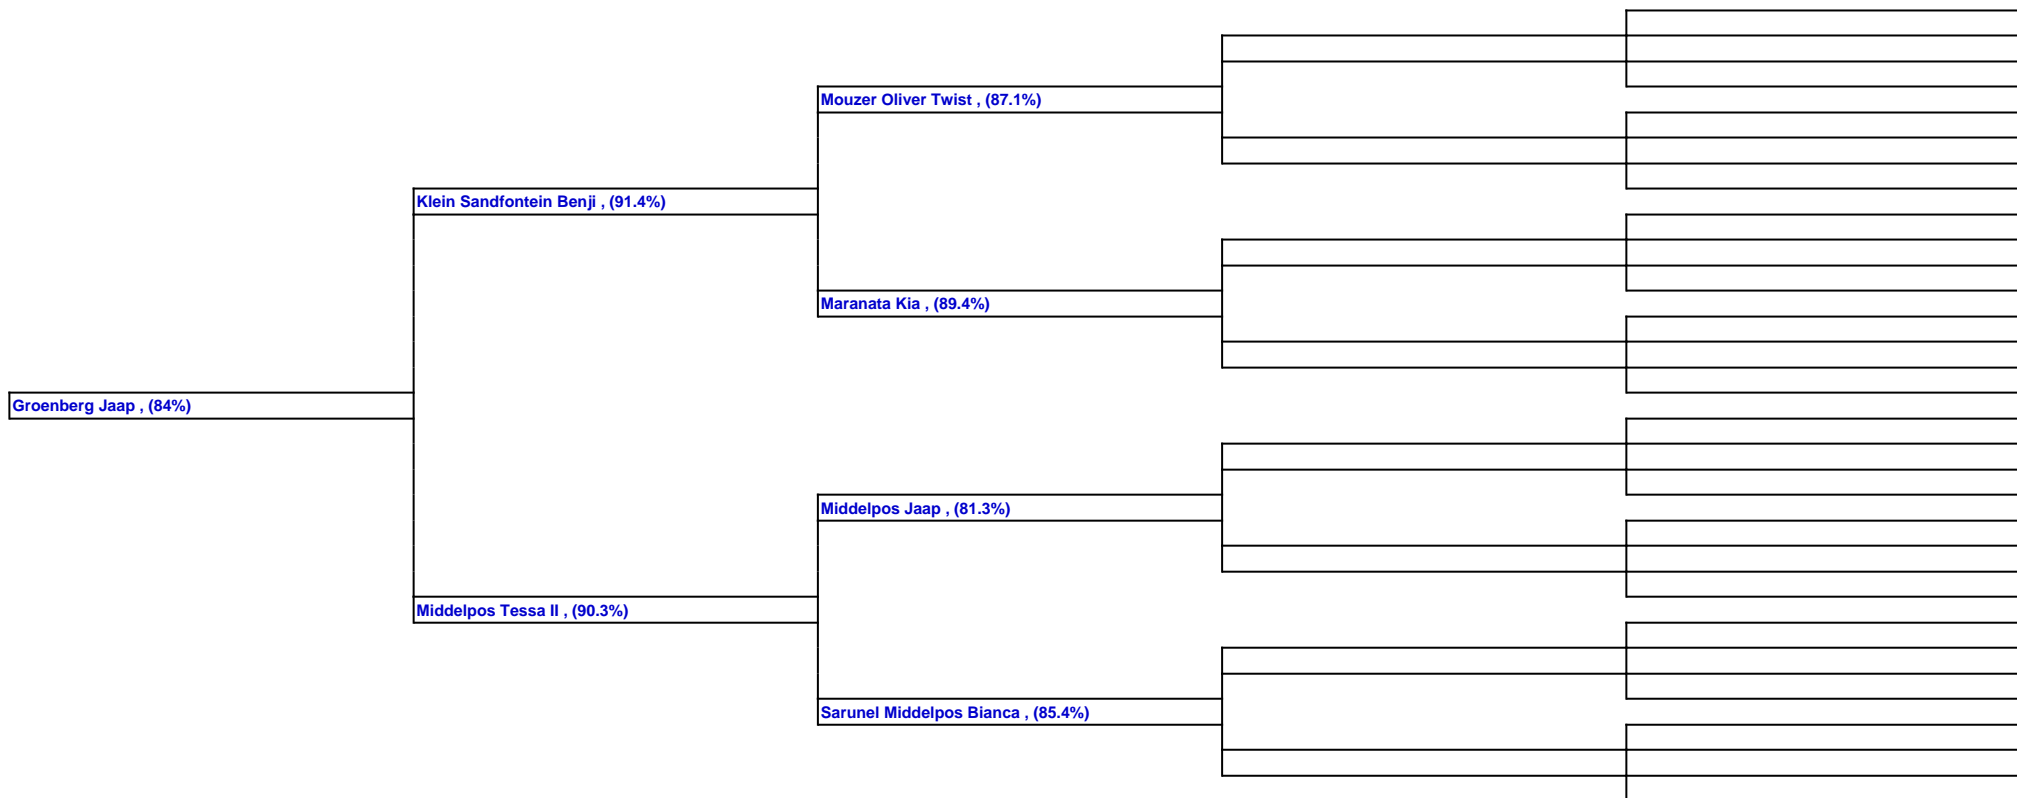 Mouzer Oliver Twist , (87.1%)
Klein Sandfontein Benji , (91.4%)
Maranata Kia , (89.4%)
Groenberg Jaap , (84%)
Middelpos Jaap , (81.3%)
Middelpos Tessa II , (90.3%)
Sarunel Middelpos Bianca , (85.4%)